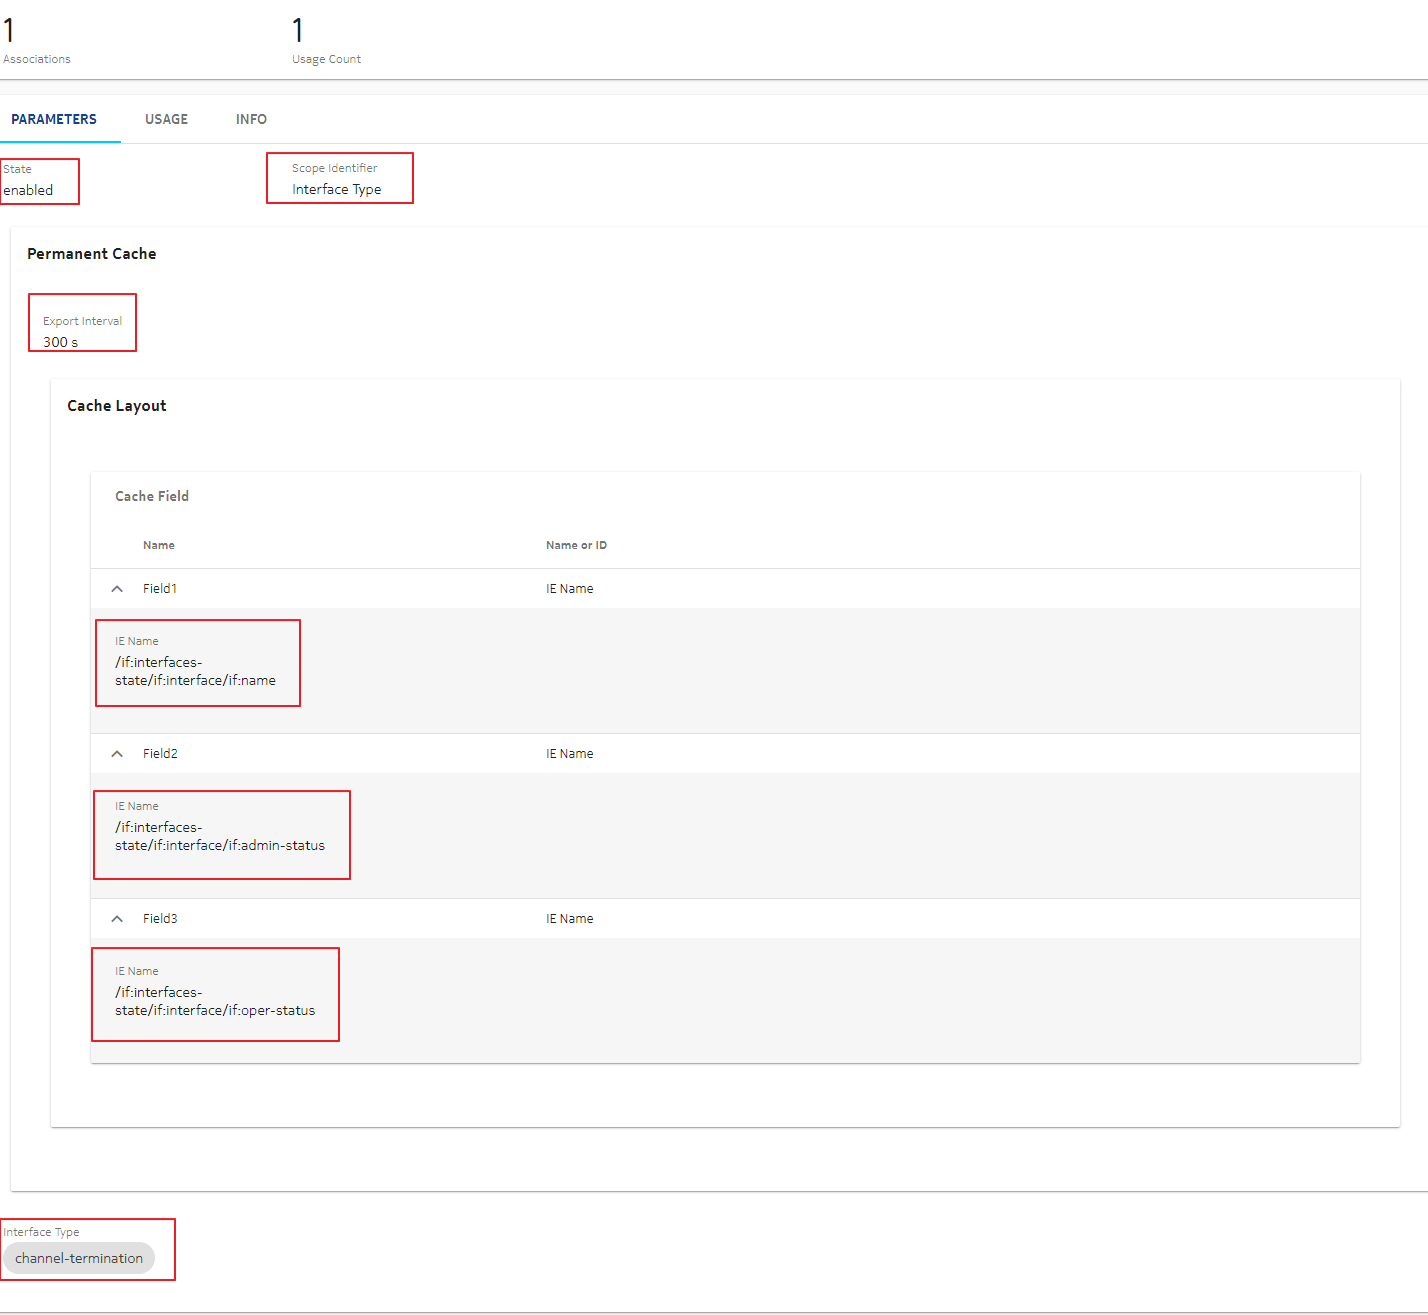 1 1
Associations Usage Count
PARAMETERS USAGE INFO
State Scope Identifier
enabled Interface Type
Permanent Cache
Export Interval
300 s
Cache Layout
Cache Field
Name Name or ID
Field1 IE Name
IE Name
/if:interfaces-
state/if:interface/if:name
Field2 IE Name
IE Name
/if:interfaces-
state/if:interface/if:admin-status
Field3 IE Name
IE Name
/if:interfaces-
state/if:interface/if:oper-status
Interface Type
channel-termination